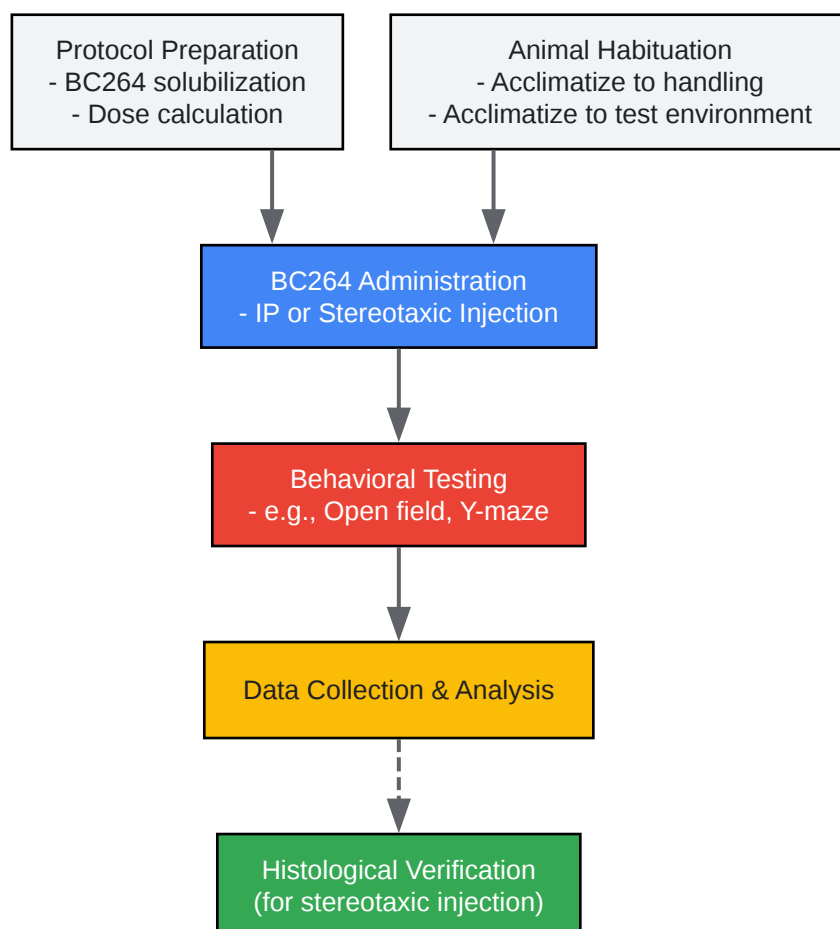 Protocol Preparation
- BC264 solubilization
- Dose calculation
Animal Habituation
- Acclimatize to handling
- Acclimatize to test environment
BC264 Administration
- IP or Stereotaxic Injection
Behavioral Testing
- e.g., Open field, Y-maze
Data Collection & Analysis
Histological Verification
(for stereotaxic injection)